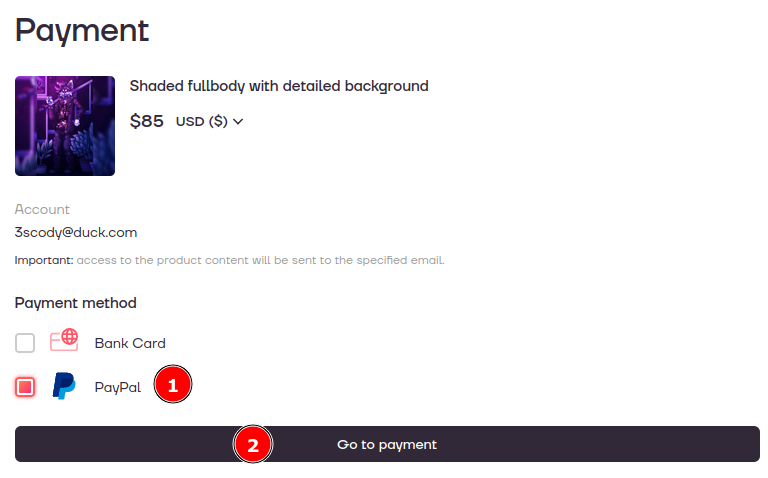 Payment
Shaded fullbody with detailed background
$85 USD ($)
Account
3scody@duck.com
Important: access to the product content will be sent to the specified email.
Payment method
Bank Card
PayPal 1
2 Go to payment